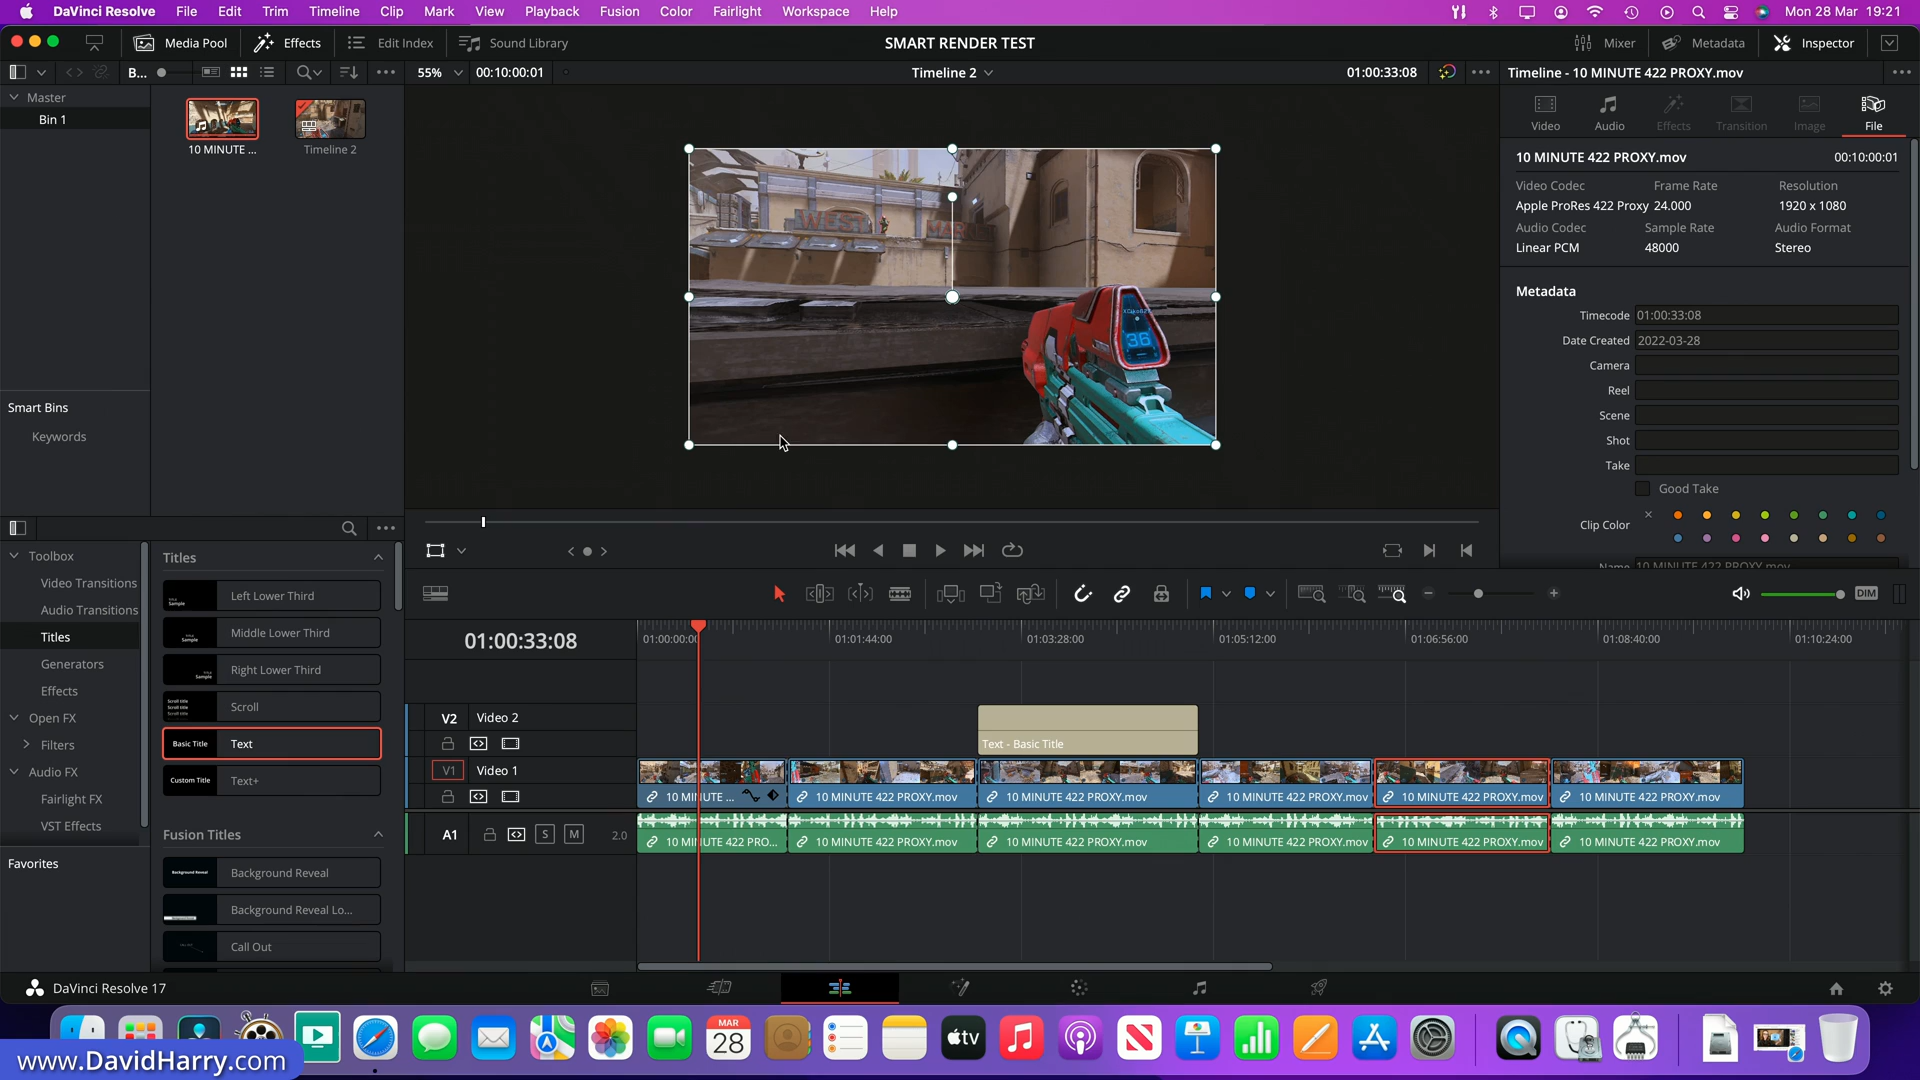 DaVinci Resolve File Edit Trim Timeline Clip Mark View Playback Fusion Color Fairlight Workspace Help Mon 28 Mar 19:21
Media Pool Effects Edit Index Sound Library SMART RENDER TEST Mixer Metadata Inspector
B... 55% 00:10:00:01 Timeline 2 01:00:33:08 Timeline - 10 MINUTE 422 PROXY.mov
Master
Bin 1
10 MINUTE ... Timeline 2
Smart Bins
Keywords
WEST
36
Video Audio Effects Transition Image File
10 MINUTE 422 PROXY.mov 00:10:00:01
Video Codec Frame Rate Resolution
Apple ProRes 422 Proxy 24.000 1920 x 1080
Audio Codec Sample Rate Audio Format
Linear PCM 48000 Stereo
Metadata
Timecode 01:00:33:08
Date Created 2022-03-28
Camera
Reel
Scene
Shot
Take
Good Take
Clip Color
Name 10 MINUTE 422 PROXY.mov
Toolbox
Video Transitions
Audio Transitions
Titles
Generators
Effects
Open FX
Filters
Audio FX
Fairlight FX
VST Effects
Favorites
Titles
Left Lower Third
Sample Middle Lower Third
Sample Right Lower Third
Scroll title Scroll
Basic Title Text
Custom Title Text+
Fusion Titles
Background Reveal Background Reveal
Background Reveal Lo...
Call Out
DIM
01:00:33:08 01:00:00:00 01:01:44:00 01:03:28:00 01:05:12:00 01:06:56:00 01:08:40:00 01:10:24:00
V2 Video 2
Text - Basic Title
V1 Video 1
10 MINUTE ... 10 MINUTE 422 PROXY.mov 10 MINUTE 422 PROXY.mov 10 MINUTE 422 PROXY.mov 10 MINUTE 422 PROXY.mov 10 MINUTE 422 PROXY.mov
A1 S M 2.0
10 MINUTE 422 PRO... 10 MINUTE 422 PROXY.mov 10 MINUTE 422 PROXY.mov 10 MINUTE 422 PROXY.mov 10 MINUTE 422 PROXY.mov 10 MINUTE 422 PROXY.mov
DaVinci Resolve 17
MAR
28
tv
www.DavidHarry.com